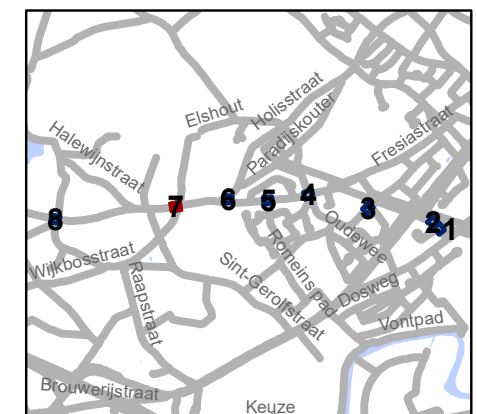 Holisstraat
Elshout
Paradijskouter
Fresiastraat
Halewijnstraat
8
7
6
5
4
3
2
1
Oudewee
Wijkbosstraat
Romeinspad
Sint-Gerolfstraat
Raapstraat
Dosweg
Vontpad
Brouwerijstraat
Keuze